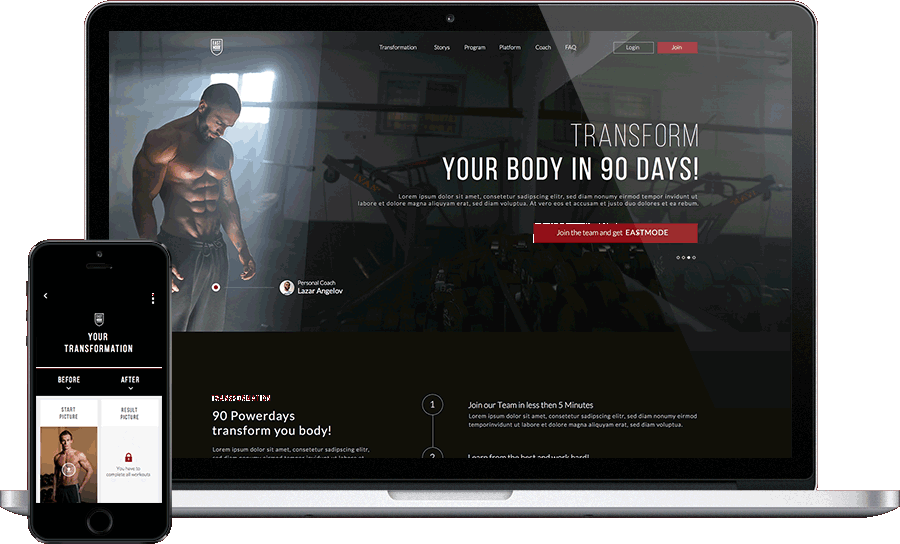 EAST
MODE
Transformation Storys Program Platform Coach FAQ Login Join
TRANSFORM
YOUR BODY IN 90 DAYS!
Lorem ipsum dolor sit amet, consetetur sadipscing elitr, sed diam nonumy eirmod tempor invidunt ut
labore et dolore magna aliquyam erat, sed diam voluptua. At vero eos et accusam et justo duo dolores et ea rebum.
Join the team and get EASTMODE
Personal Coach
Lazar Angelov
90 Powerdays
transform you body!
Lorem ipsum dolor sit amet, consetetur sadipscing
1
Join our Team in less then 5 Minutes
Lorem ipsum dolor sit amet, consetetur sadipscing elitr, sed diam nonumy eirmod
temporinvidunt ut labore et dolore magna aliquyam erat, sed diam voluptua.
2
Learn from the best and work hard!
YOUR
TRANSFORMATION
BEFORE AFTER
START
PICTURE
RESULT
PICTURE
You have to
complete all workouts